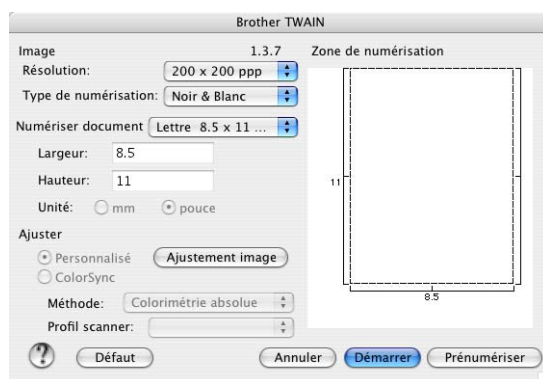 Brother TWAIN
Image 1.3.7
Résolution: 200 x 200 ppp
Type de numérisation: Noir & Blanc
Numériser document Lettre 8.5 x 11 ...
Largeur: 8.5
Hauteur: 11
Unité: mm pouce
Ajuster
Personnalisé Ajustement image
ColorSync
Méthode: Colorimétrie absolue
Profil scanner:
? Défaut
Zone de numérisation
11
8.5
Annuler Démarrer Prénumériser